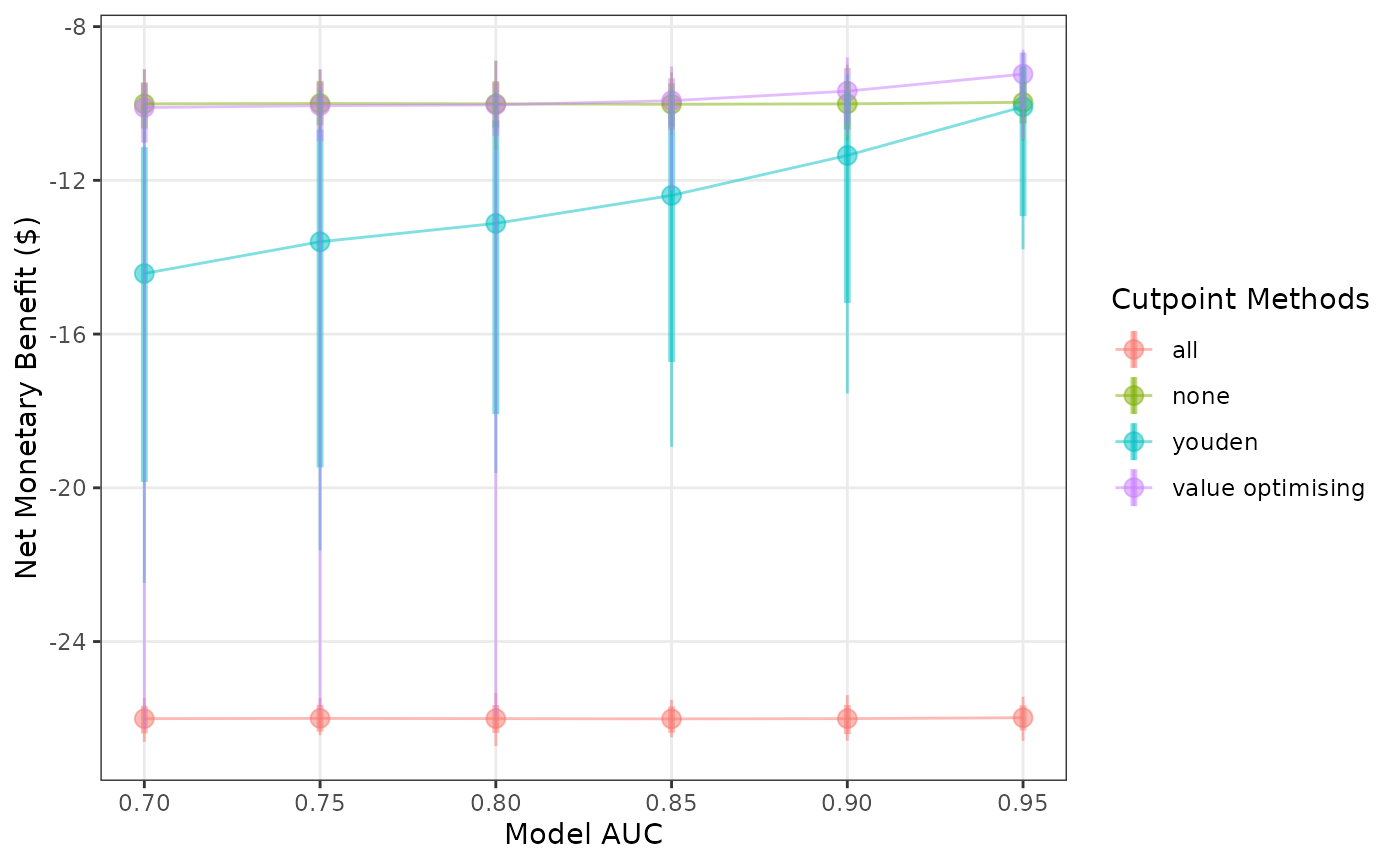 Net Monetary Benefit ($)
-8
-12
-16
-20
-24
0.70 0.75 0.80 0.85 0.90 0.95
Model AUC
Cutpoint Methods
all
none
youden
value optimising